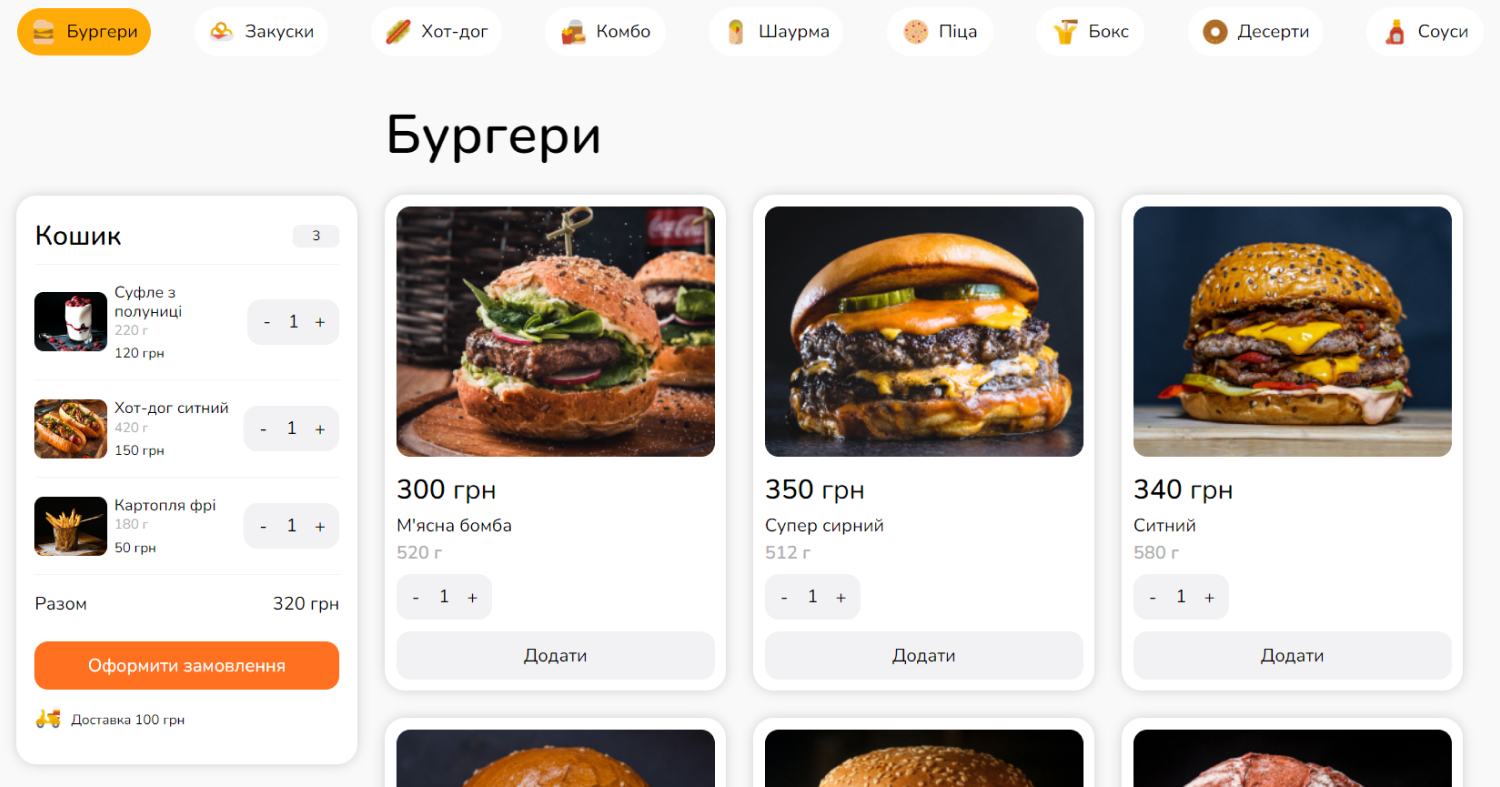 Бургери
Закуски
Хот-дог
Комбо
Шаурма
Піца
Бокс
Десерти
Соуси
Бургери
Кошик
3
Суфле з
полуниці
220 г
120 грн
- 1 +
Хот-дог ситний
420 г
150 грн
- 1 +
Картопля фрі
180 г
50 грн
- 1 +
Разом
320 грн
Оформити замовлення
Доставка 100 грн
Coca-Cola
300 грн
М'ясна бомба
520 г
- 1 +
Додати
350 грн
Супер сирний
512 г
- 1 +
Додати
340 грн
Ситний
580 г
- 1 +
Додати